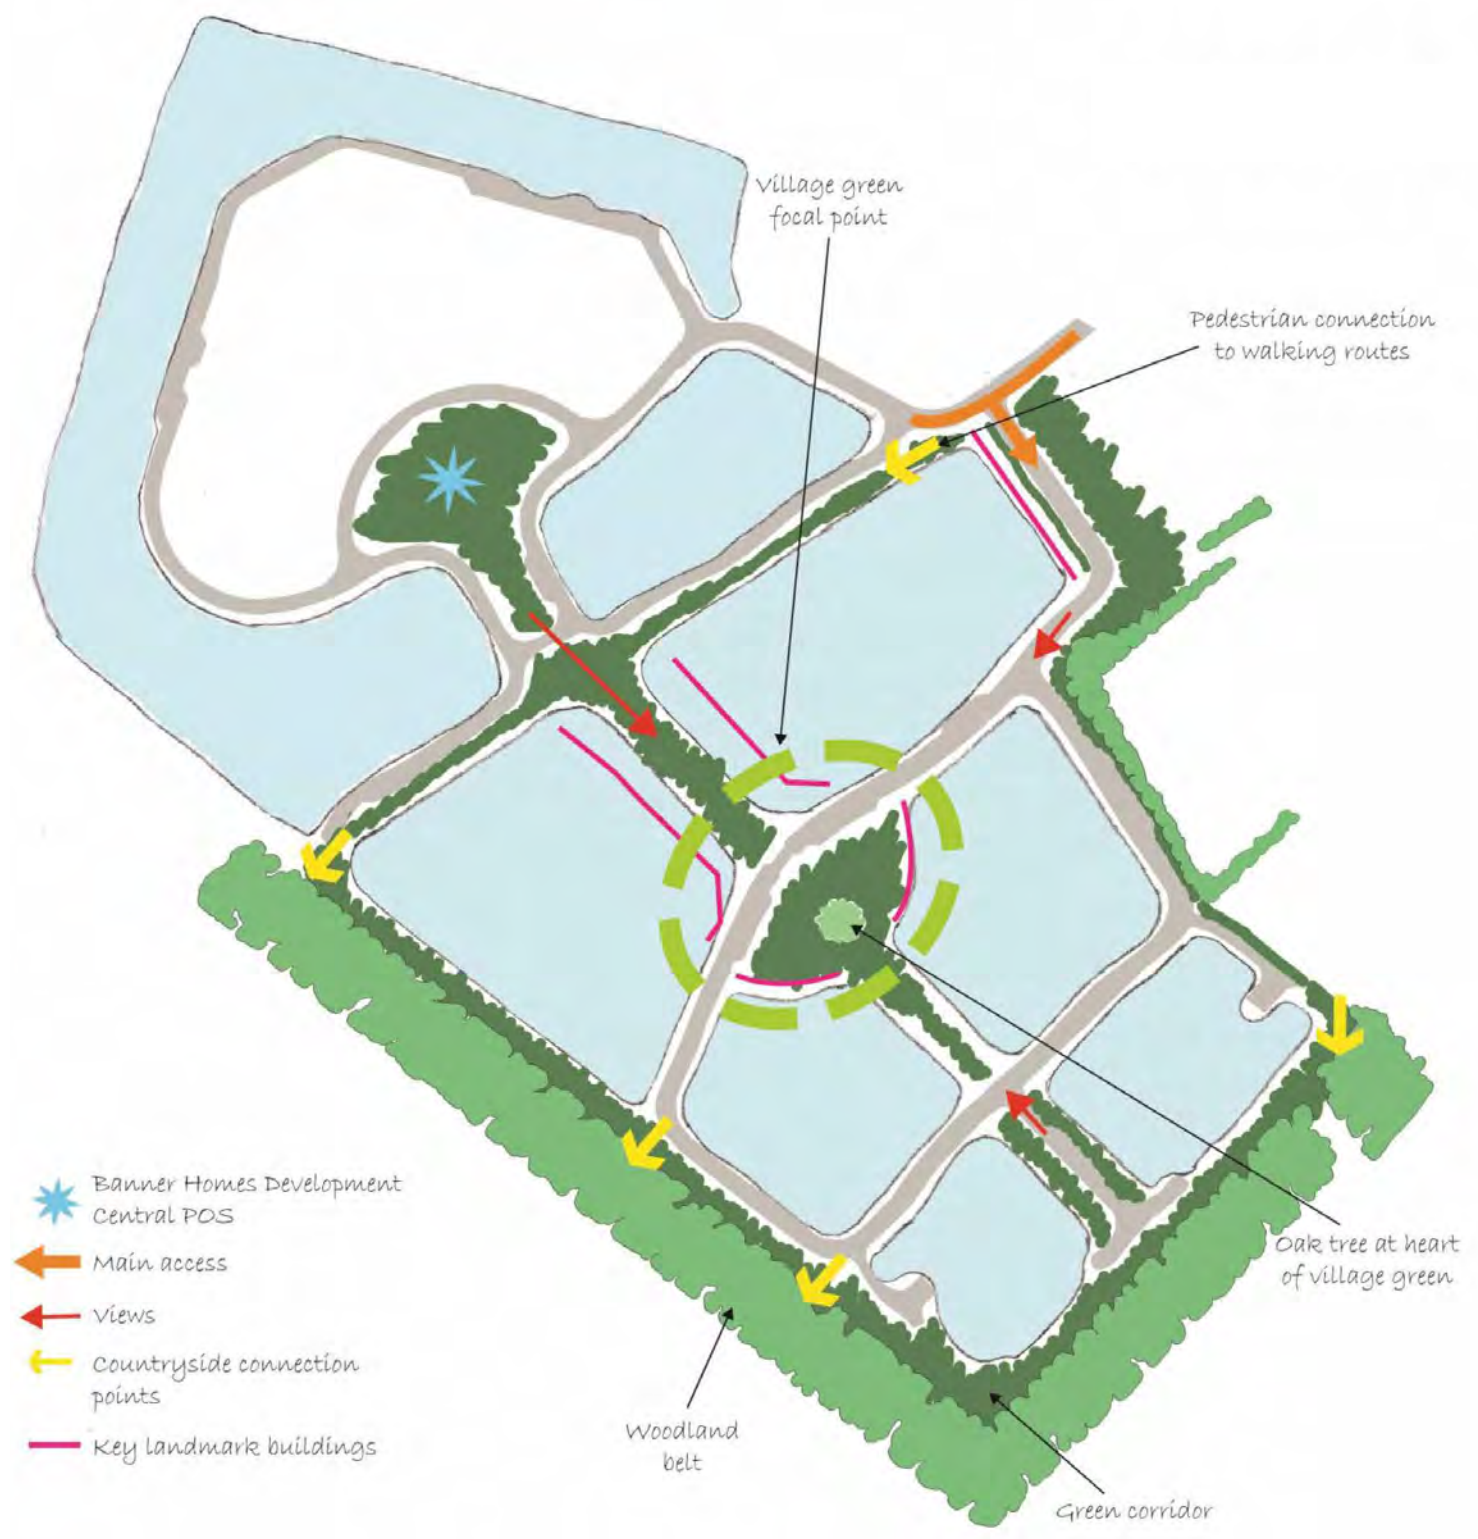 Village green
focal point
Pedestrian connection
to walking routes
Banner Homes Development
Central POS
Main access
Views
Countryside connection
points
Key landmark buildings
Oak tree at heart
of village green
Woodland
belt
Green corridor